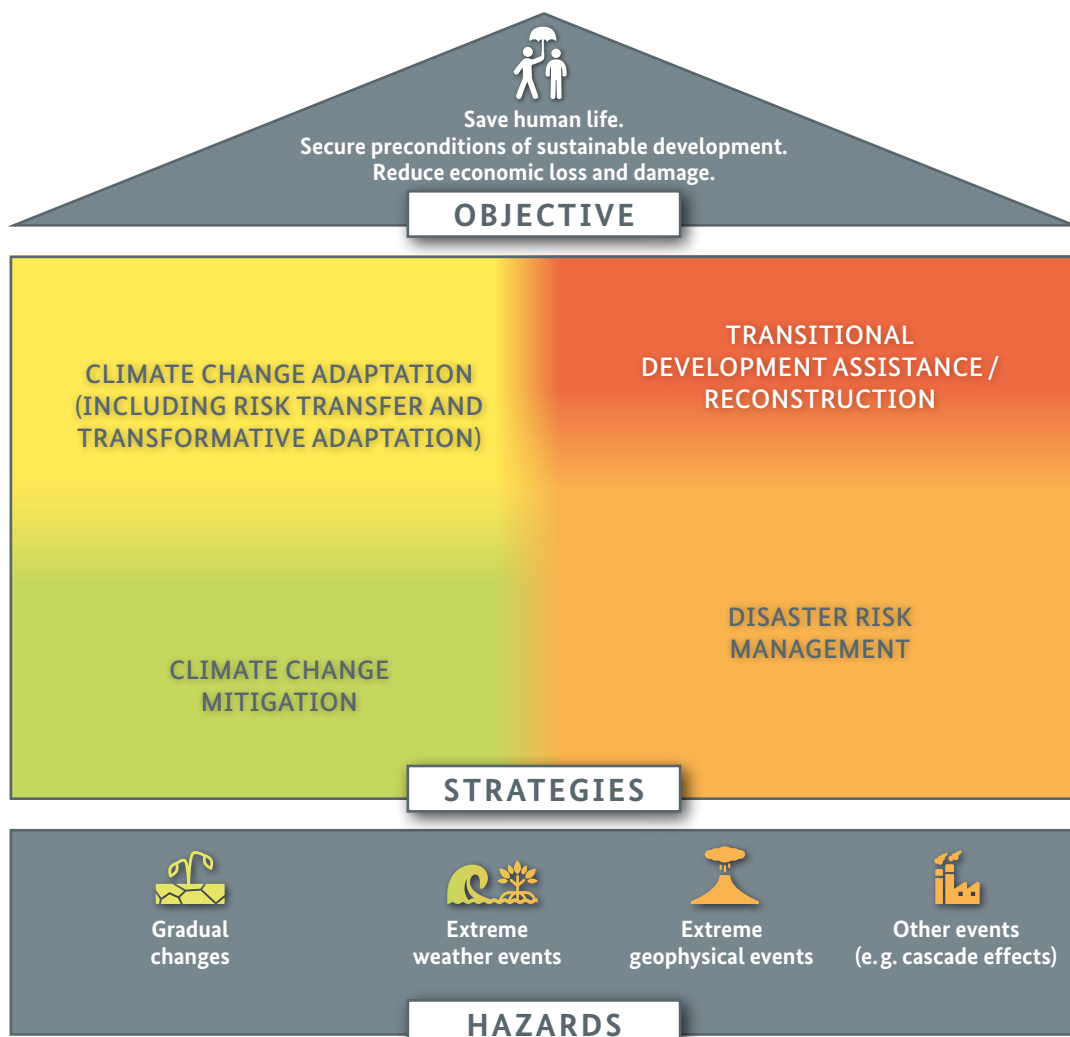 Save human life.
Secure preconditions of sustainable development.
Reduce economic loss and damage.
OBJECTIVE
CLIMATE CHANGE ADAPTATION
(INCLUDING RISK TRANSFER AND
TRANSFORMATIVE ADAPTATION)
TRANSITIONAL
DEVELOPMENT ASSISTANCE /
RECONSTRUCTION
CLIMATE CHANGE
MITIGATION
DISASTER RISK
MANAGEMENT
STRATEGIES
Gradual
changes
Extreme
weather events
Extreme
geophysical events
Other events
(e. g. cascade effects)
HAZARDS